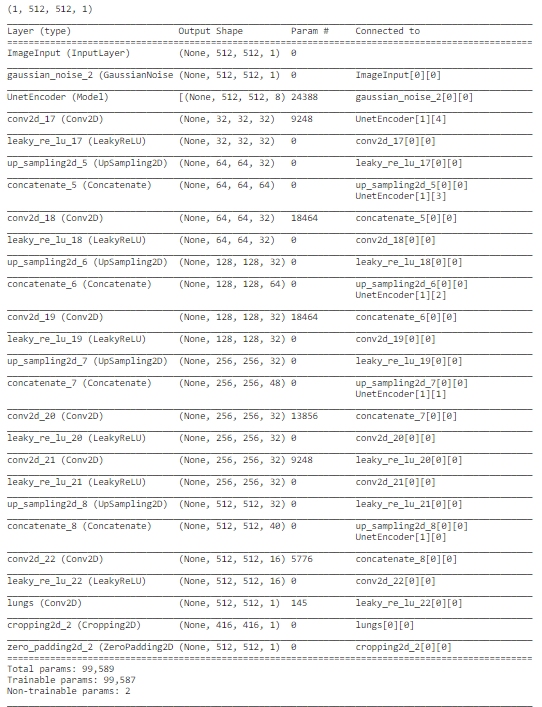 (1, 512, 512, 1)
Layer (type) Output Shape Param # Connected to
ImageInput (InputLayer) (None, 512, 512, 1) 0
gaussian_noise_2 (GaussianNoise (None, 512, 512, 1) 0 ImageInput[0][0]
UnetEncoder (Model) [(None, 512, 512, 8) 24388 gaussian_noise_2[0][0]
conv2d_17 (Conv2D) (None, 32, 32, 32) 9248 UnetEncoder[1][4]
leaky_re_lu_17 (LeakyReLU) (None, 32, 32, 32) 0 conv2d_17[0][0]
up_sampling2d_5 (UpSampling2D) (None, 64, 64, 32) 0 leaky_re_lu_17[0][0]
concatenate_5 (Concatenate) (None, 64, 64, 64) 0 up_sampling2d_5[0][0]
UnetEncoder[1][3]
conv2d_18 (Conv2D) (None, 64, 64, 32) 18464 concatenate_5[0][0]
leaky_re_lu_18 (LeakyReLU) (None, 64, 64, 32) 0 conv2d_18[0][0]
up_sampling2d_6 (UpSampling2D) (None, 128, 128, 32) 0 leaky_re_lu_18[0][0]
concatenate_6 (Concatenate) (None, 128, 128, 64) 0 up_sampling2d_6[0][0]
UnetEncoder[1][2]
conv2d_19 (Conv2D) (None, 128, 128, 32) 18464 concatenate_6[0][0]
leaky_re_lu_19 (LeakyReLU) (None, 128, 128, 32) 0 conv2d_19[0][0]
up_sampling2d_7 (UpSampling2D) (None, 256, 256, 32) 0 leaky_re_lu_19[0][0]
concatenate_7 (Concatenate) (None, 256, 256, 48) 0 up_sampling2d_7[0][0]
UnetEncoder[1][1]
conv2d_20 (Conv2D) (None, 256, 256, 32) 13856 concatenate_7[0][0]
leaky_re_lu_20 (LeakyReLU) (None, 256, 256, 32) 0 conv2d_20[0][0]
conv2d_21 (Conv2D) (None, 256, 256, 32) 9248 leaky_re_lu_20[0][0]
leaky_re_lu_21 (LeakyReLU) (None, 256, 256, 32) 0 conv2d_21[0][0]
up_sampling2d_8 (UpSampling2D) (None, 512, 512, 32) 0 leaky_re_lu_21[0][0]
concatenate_8 (Concatenate) (None, 512, 512, 40) 0 up_sampling2d_8[0][0]
UnetEncoder[1][0]
conv2d_22 (Conv2D) (None, 512, 512, 16) 5776 concatenate_8[0][0]
leaky_re_lu_22 (LeakyReLU) (None, 512, 512, 16) 0 conv2d_22[0][0]
lungs (Conv2D) (None, 512, 512, 1) 145 leaky_re_lu_22[0][0]
cropping2d_2 (Cropping2D) (None, 416, 416, 1) 0 lungs[0][0]
zero_padding2d_2 (ZeroPadding2D (None, 512, 512, 1) 0 cropping2d_2[0][0]
Total params: 99,589
Trainable params: 99,587
Non-trainable params: 2